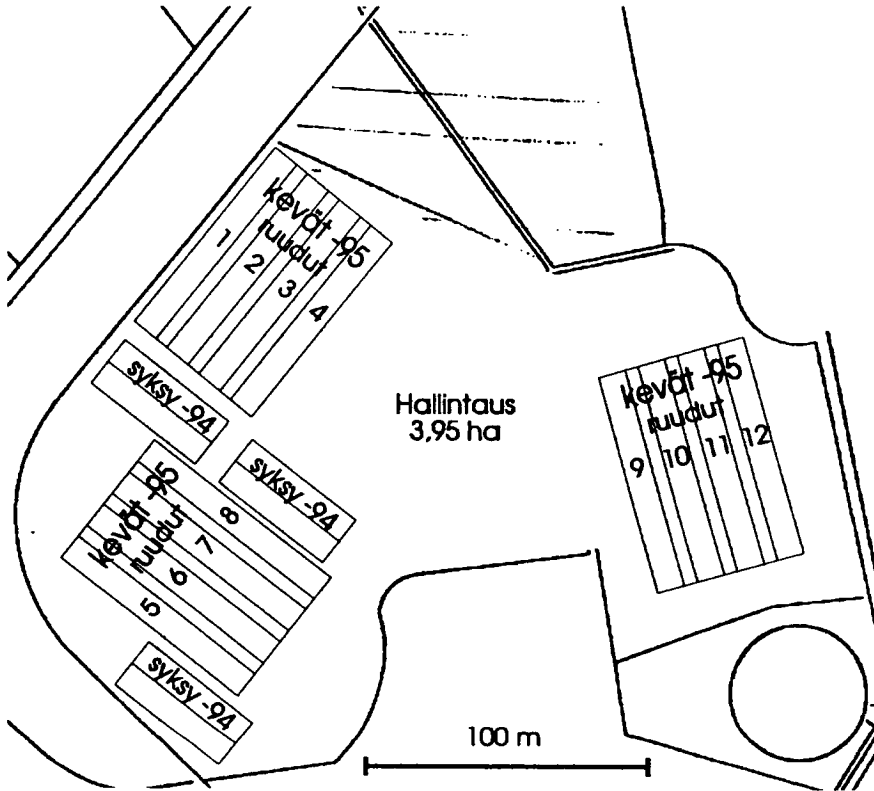 kevät -95
ruudut
1
2
3
4
syksy -94
syksy -94
kevät -95
ruudut
8
7
6
5
syksy -94
Hallintaus
3,95 ha
kevät -95
ruudut
9 10 11 12
100 m